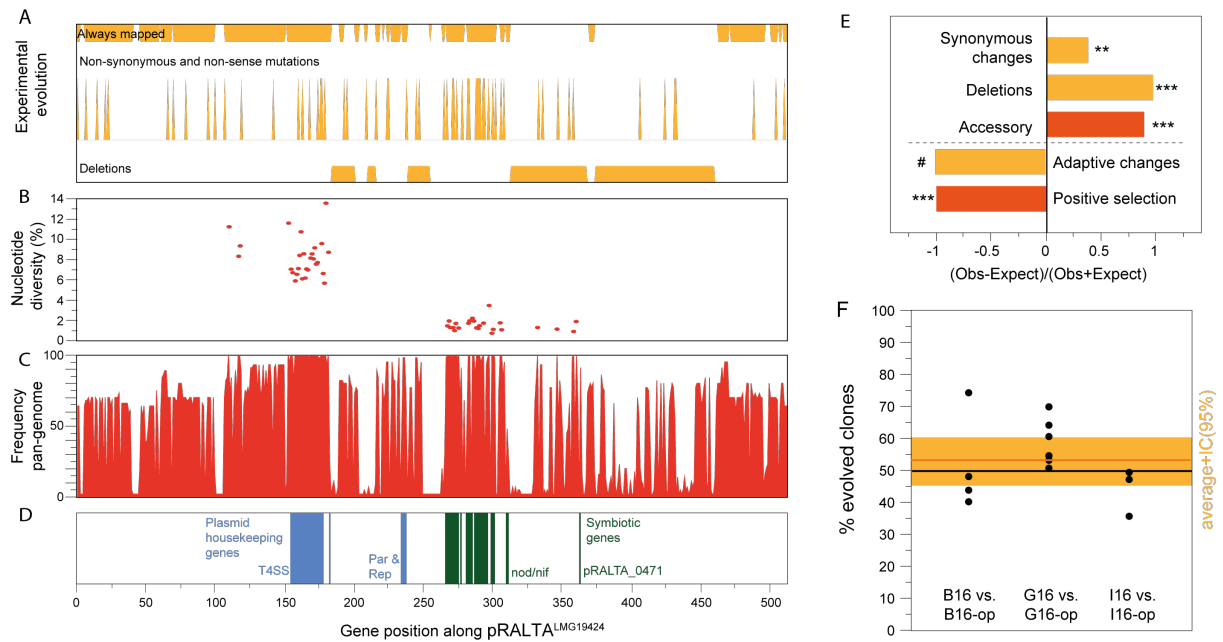 A
Experimental
evolution
Always mapped
Non-synonymous and non-sense mutations
Deletions
B
Nucleotide
diversity (%)
14
12
10
8
6
4
2
0
C
Frequency
pan-genome
100
50
0
D
Plasmid
housekeeping
genes
T4SS
Par &
Rep
nod/nif
Symbiotic
genes
pRALTA_0471
0 50 100 150 200 250 300 350 400 450 500
Gene position along pRALTA^LMG19424
E
Synonymous
changes
**
Deletions
***
Accessory
***
#
Adaptive changes
***
Positive selection
-1 -0.5 0 0.5 1
(Obs-Expect)/(Obs+Expect)
F
% evolved clones
100
90
80
70
60
50
40
30
20
10
0
B16 vs.
B16-op
G16 vs.
G16-op
I16 vs.
I16-op
average+IC(95%)